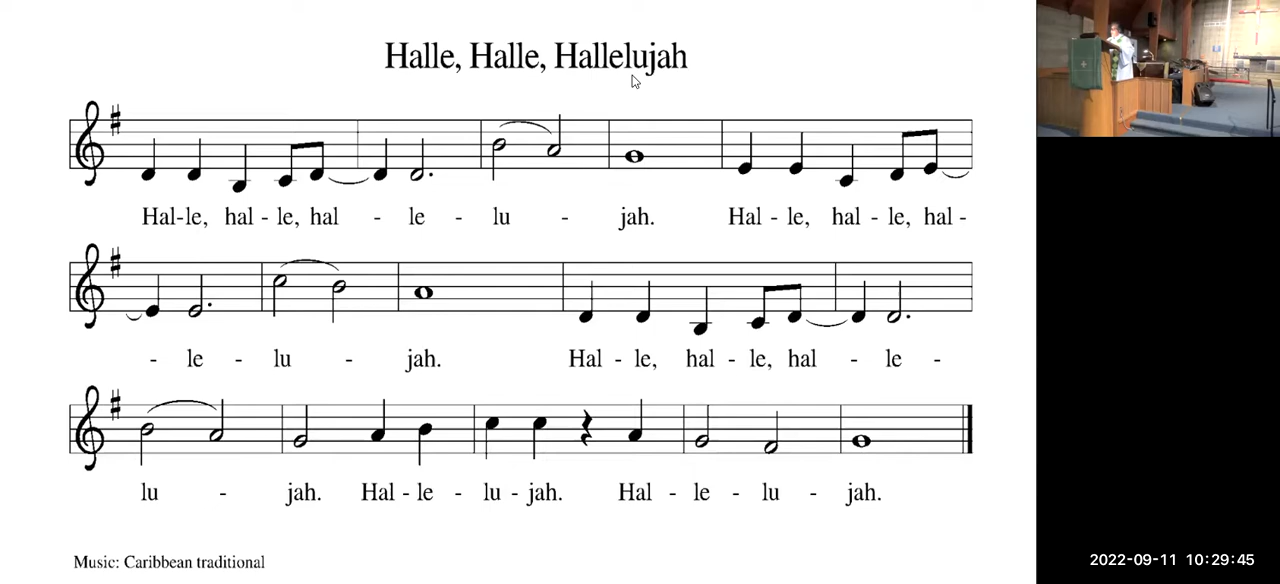 Halle, Halle, Hallelujah
Hal-le, hal - le, hal - le - lu - jah. Hal - le, hal - le, hal -
- le - lu - jah. Hal - le, hal - le, hal - le -
lu - jah. Hal - le - lu - jah. Hal - le - lu - jah.
Music: Caribbean traditional
2022-09-11 10:29:45